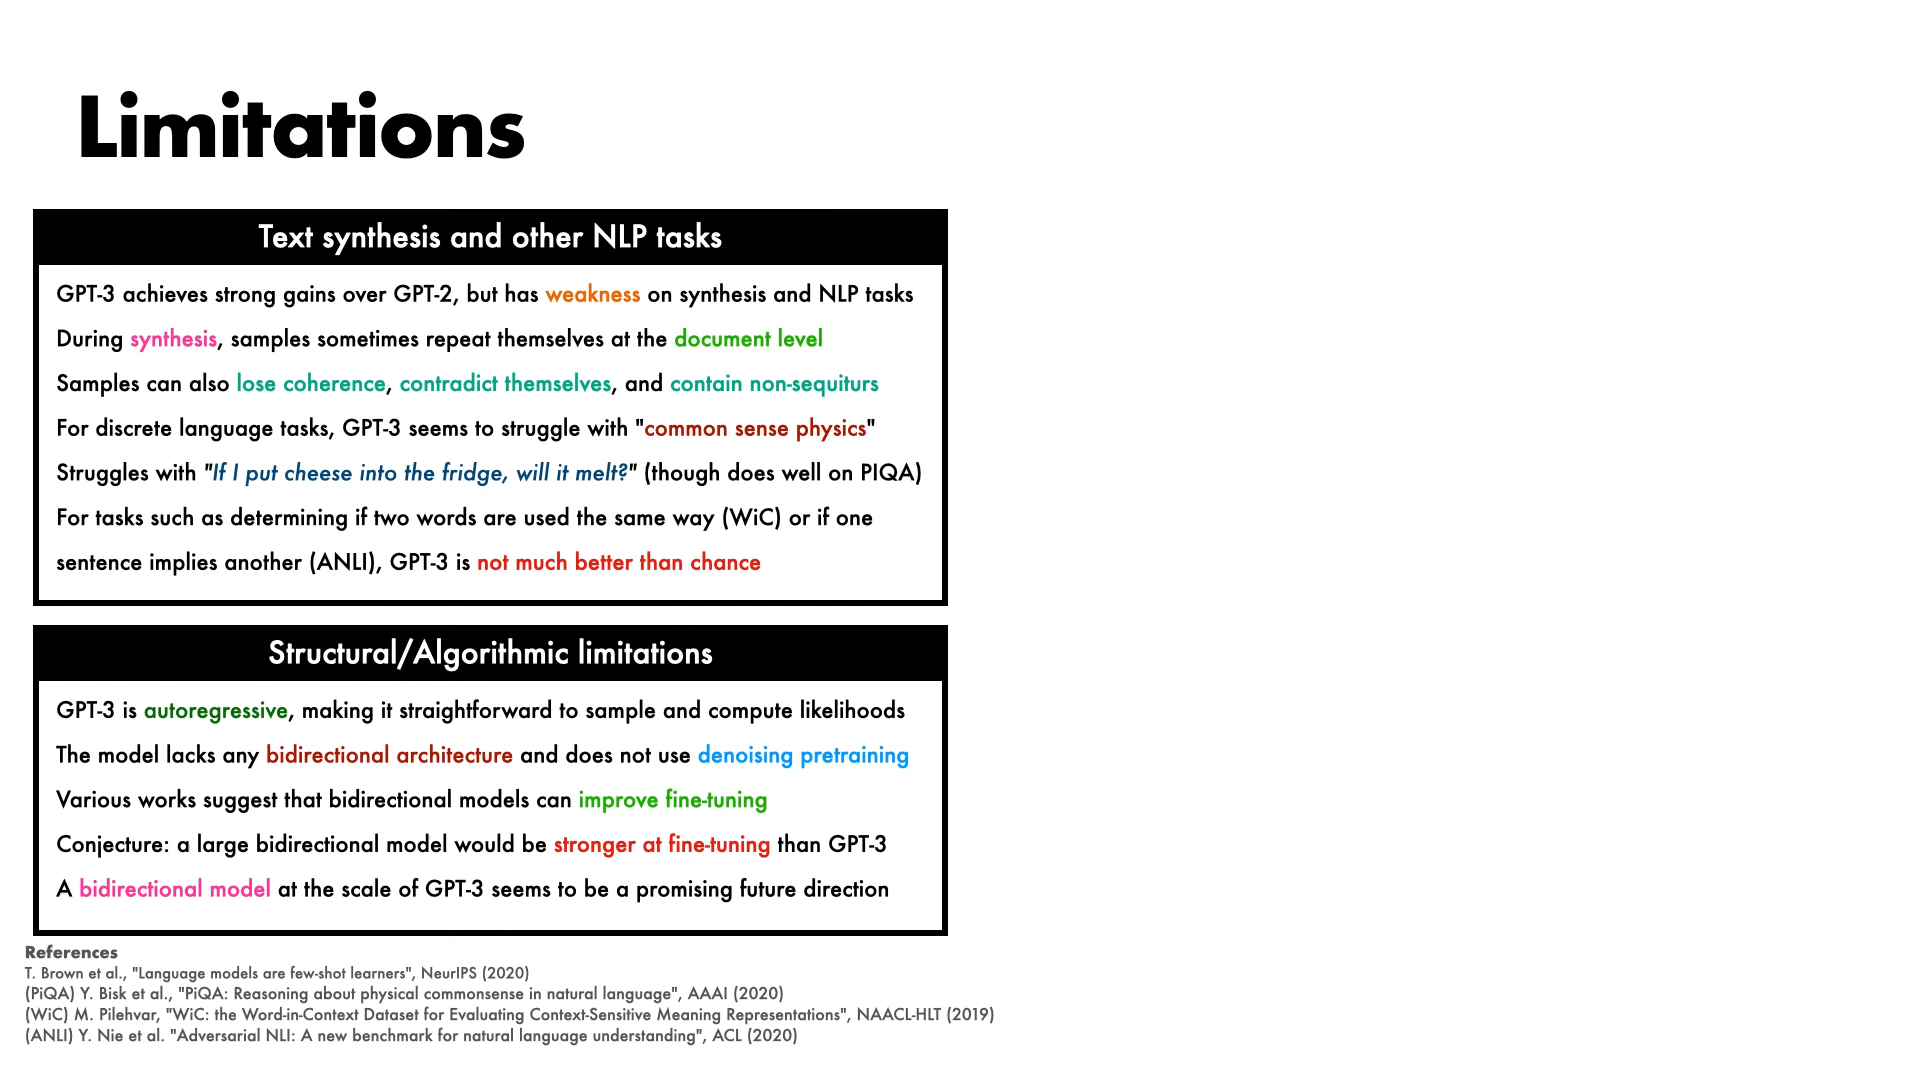 Limitations
Text synthesis and other NLP tasks
GPT-3 achieves strong gains over GPT-2, but has weakness on synthesis and NLP tasks
During synthesis, samples sometimes repeat themselves at the document level
Samples can also lose coherence, contradict themselves, and contain non-sequiturs
For discrete language tasks, GPT-3 seems to struggle with "common sense physics"
Struggles with "If I put cheese into the fridge, will it melt?" (though does well on PIQA)
For tasks such as determining if two words are used the same way (WiC) or if one
sentence implies another (ANLI), GPT-3 is not much better than chance
Structural/Algorithmic limitations
GPT-3 is autoregressive, making it straightforward to sample and compute likelihoods
The model lacks any bidirectional architecture and does not use denoising pretraining
Various works suggest that bidirectional models can improve fine-tuning
Conjecture: a large bidirectional model would be stronger at fine-tuning than GPT-3
A bidirectional model at the scale of GPT-3 seems to be a promising future direction
References
T. Brown et al., "Language models are few-shot learners", NeurIPS (2020)
(PiQA) Y. Bisk et al., "PiQA: Reasoning about physical commonsense in natural language", AAAI (2020)
(WiC) M. Pilehvar, "WiC: the Word-in-Context Dataset for Evaluating Context-Sensitive Meaning Representations", NAACL-HLT (2019)
(ANLI) Y. Nie et al. "Adversarial NLI: A new benchmark for natural language understanding", ACL (2020)